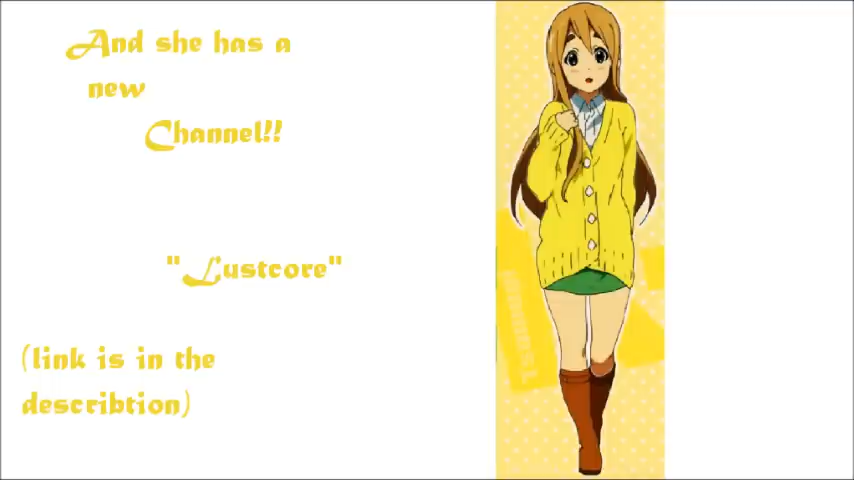 And she has a
new
Channel!!
"Lustcore"
(link is in the
describtion)